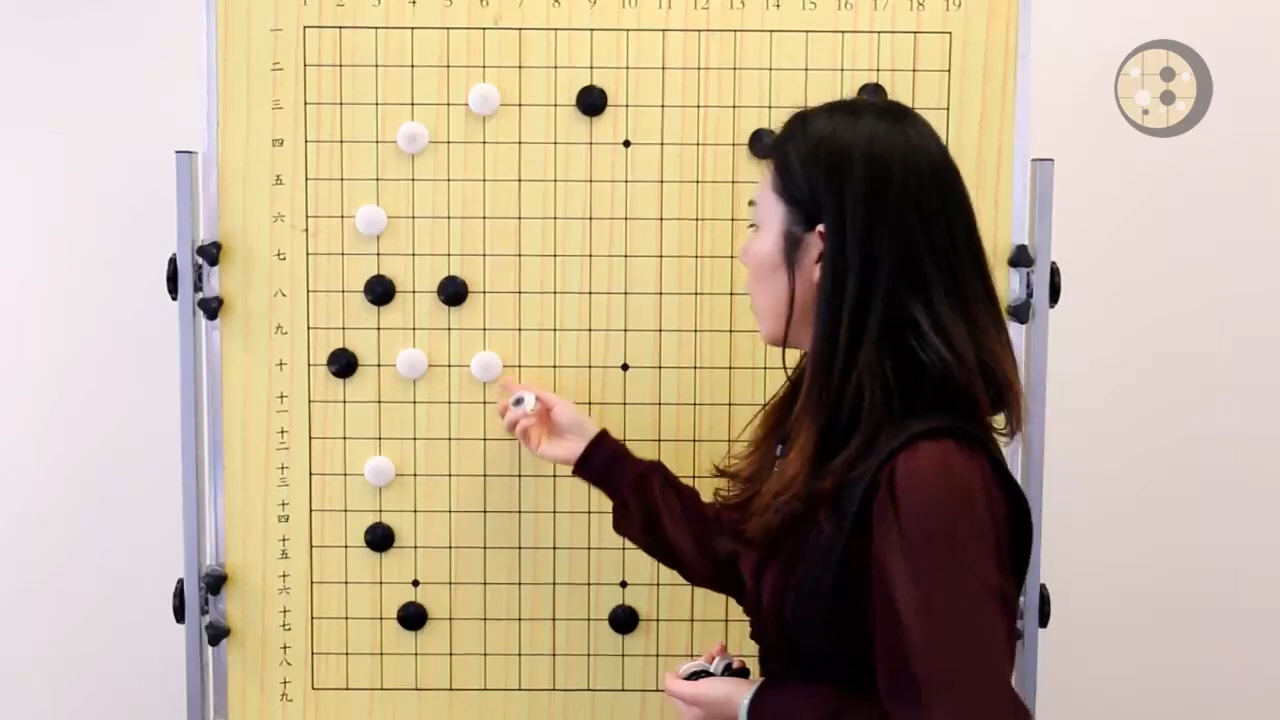 1 2 3 4 5 6 7 8 9 10 11 12 13 14 15 16 17 18 19
一
二
三
四
五
六
七
八
九
十
十一
十二
十三
十四
十五
十六
十七
十八
十九